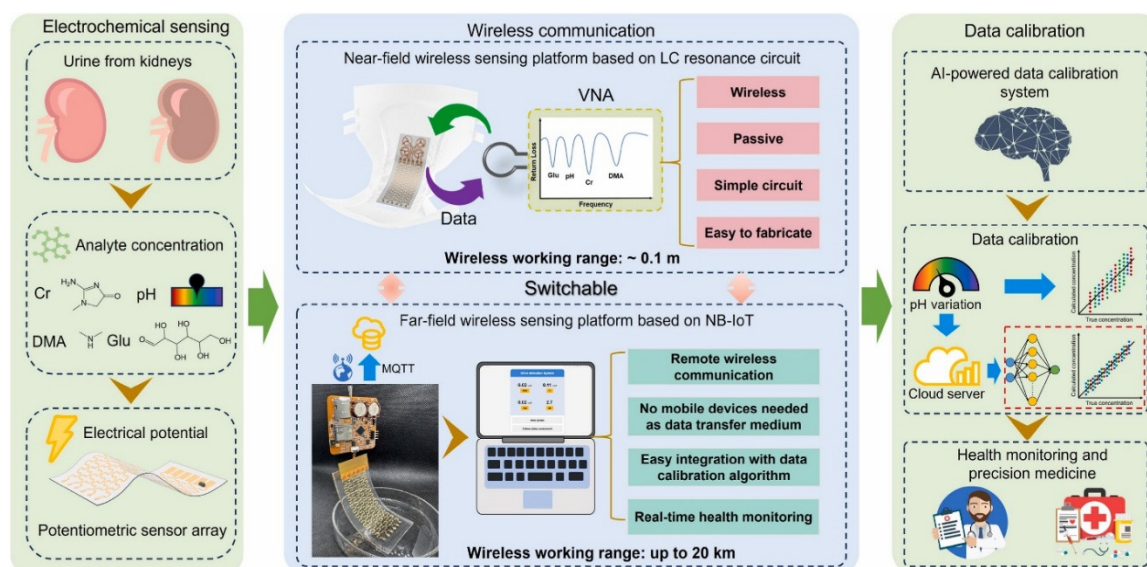 Electrochemical sensing
Urine from kidneys
Analyte concentration
Cr
pH
DMA
Glu
Electrical potential
Potentiometric sensor array
Wireless communication
Near-field wireless sensing platform based on LC resonance circuit
VNA
Return Loss
Glu
pH
Cr
DMA
Frequency
Data
Wireless
Passive
Simple circuit
Easy to fabricate
Wireless working range: ~ 0.1 m
Switchable
Far-field wireless sensing platform based on NB-IoT
MQTT
Remote wireless
communication
No mobile devices needed
as data transfer medium
Easy integration with data
calibration algorithm
Real-time health monitoring
Wireless working range: up to 20 km
Data calibration
AI-powered data calibration
system
Data calibration
pH variation
Calculated concentration
True concentration
Cloud server
Calculated concentration
True concentration
Health monitoring and
precision medicine